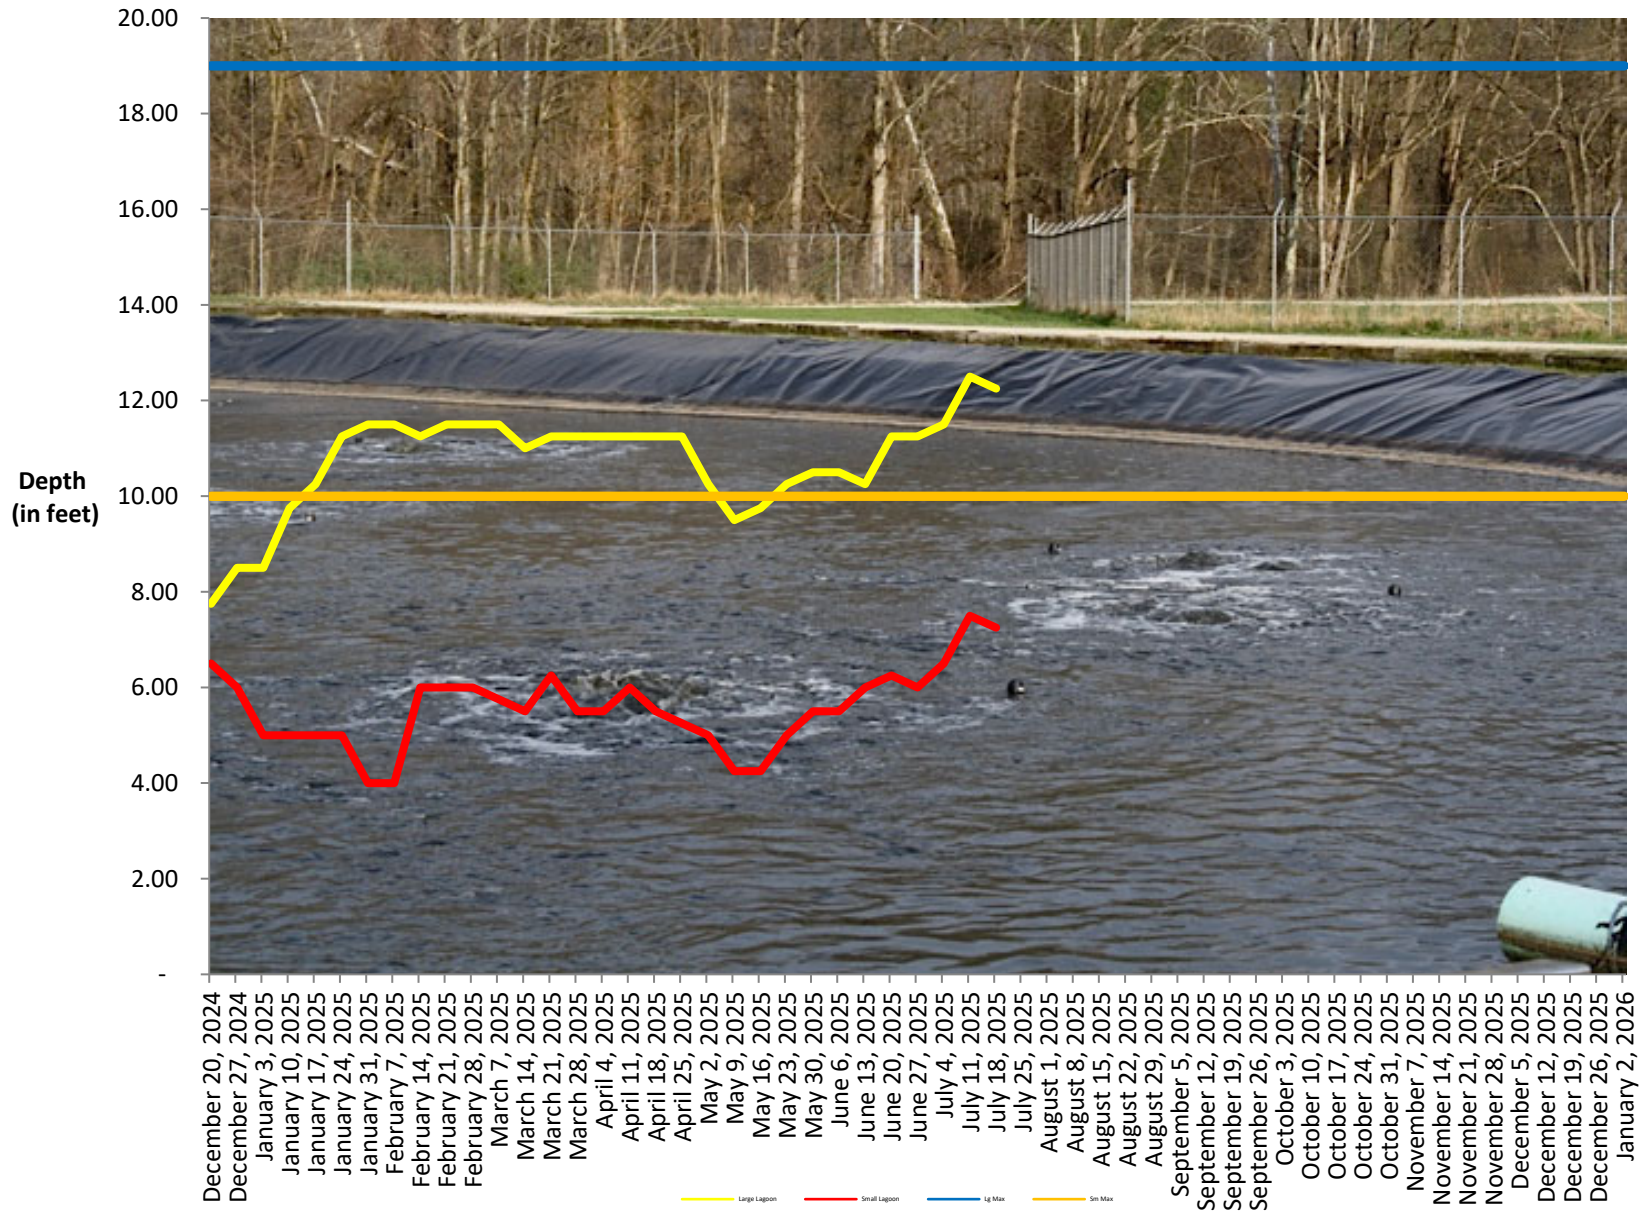 20.00
18.00
16.00
14.00
12.00
10.00
8.00
6.00
4.00
2.00
-
Depth
(in feet)
December 20, 2024
December 27, 2024
January 3, 2025
January 10, 2025
January 17, 2025
January 24, 2025
January 31, 2025
February 7, 2025
February 14, 2025
February 21, 2025
February 28, 2025
March 7, 2025
March 14, 2025
March 21, 2025
March 28, 2025
April 4, 2025
April 11, 2025
April 18, 2025
April 25, 2025
May 2, 2025
May 9, 2025
May 16, 2025
May 23, 2025
May 30, 2025
June 6, 2025
June 13, 2025
June 20, 2025
June 27, 2025
July 4, 2025
July 11, 2025
July 18, 2025
July 25, 2025
August 1, 2025
August 8, 2025
August 15, 2025
August 22, 2025
August 29, 2025
September 5, 2025
September 12, 2025
September 19, 2025
September 26, 2025
October 3, 2025
October 10, 2025
October 17, 2025
October 24, 2025
October 31, 2025
November 7, 2025
November 14, 2025
November 21, 2025
November 28, 2025
December 5, 2025
December 12, 2025
December 19, 2025
December 26, 2025
January 2, 2026
Large Lagoon
Small Lagoon
Lg Max
Sm Max